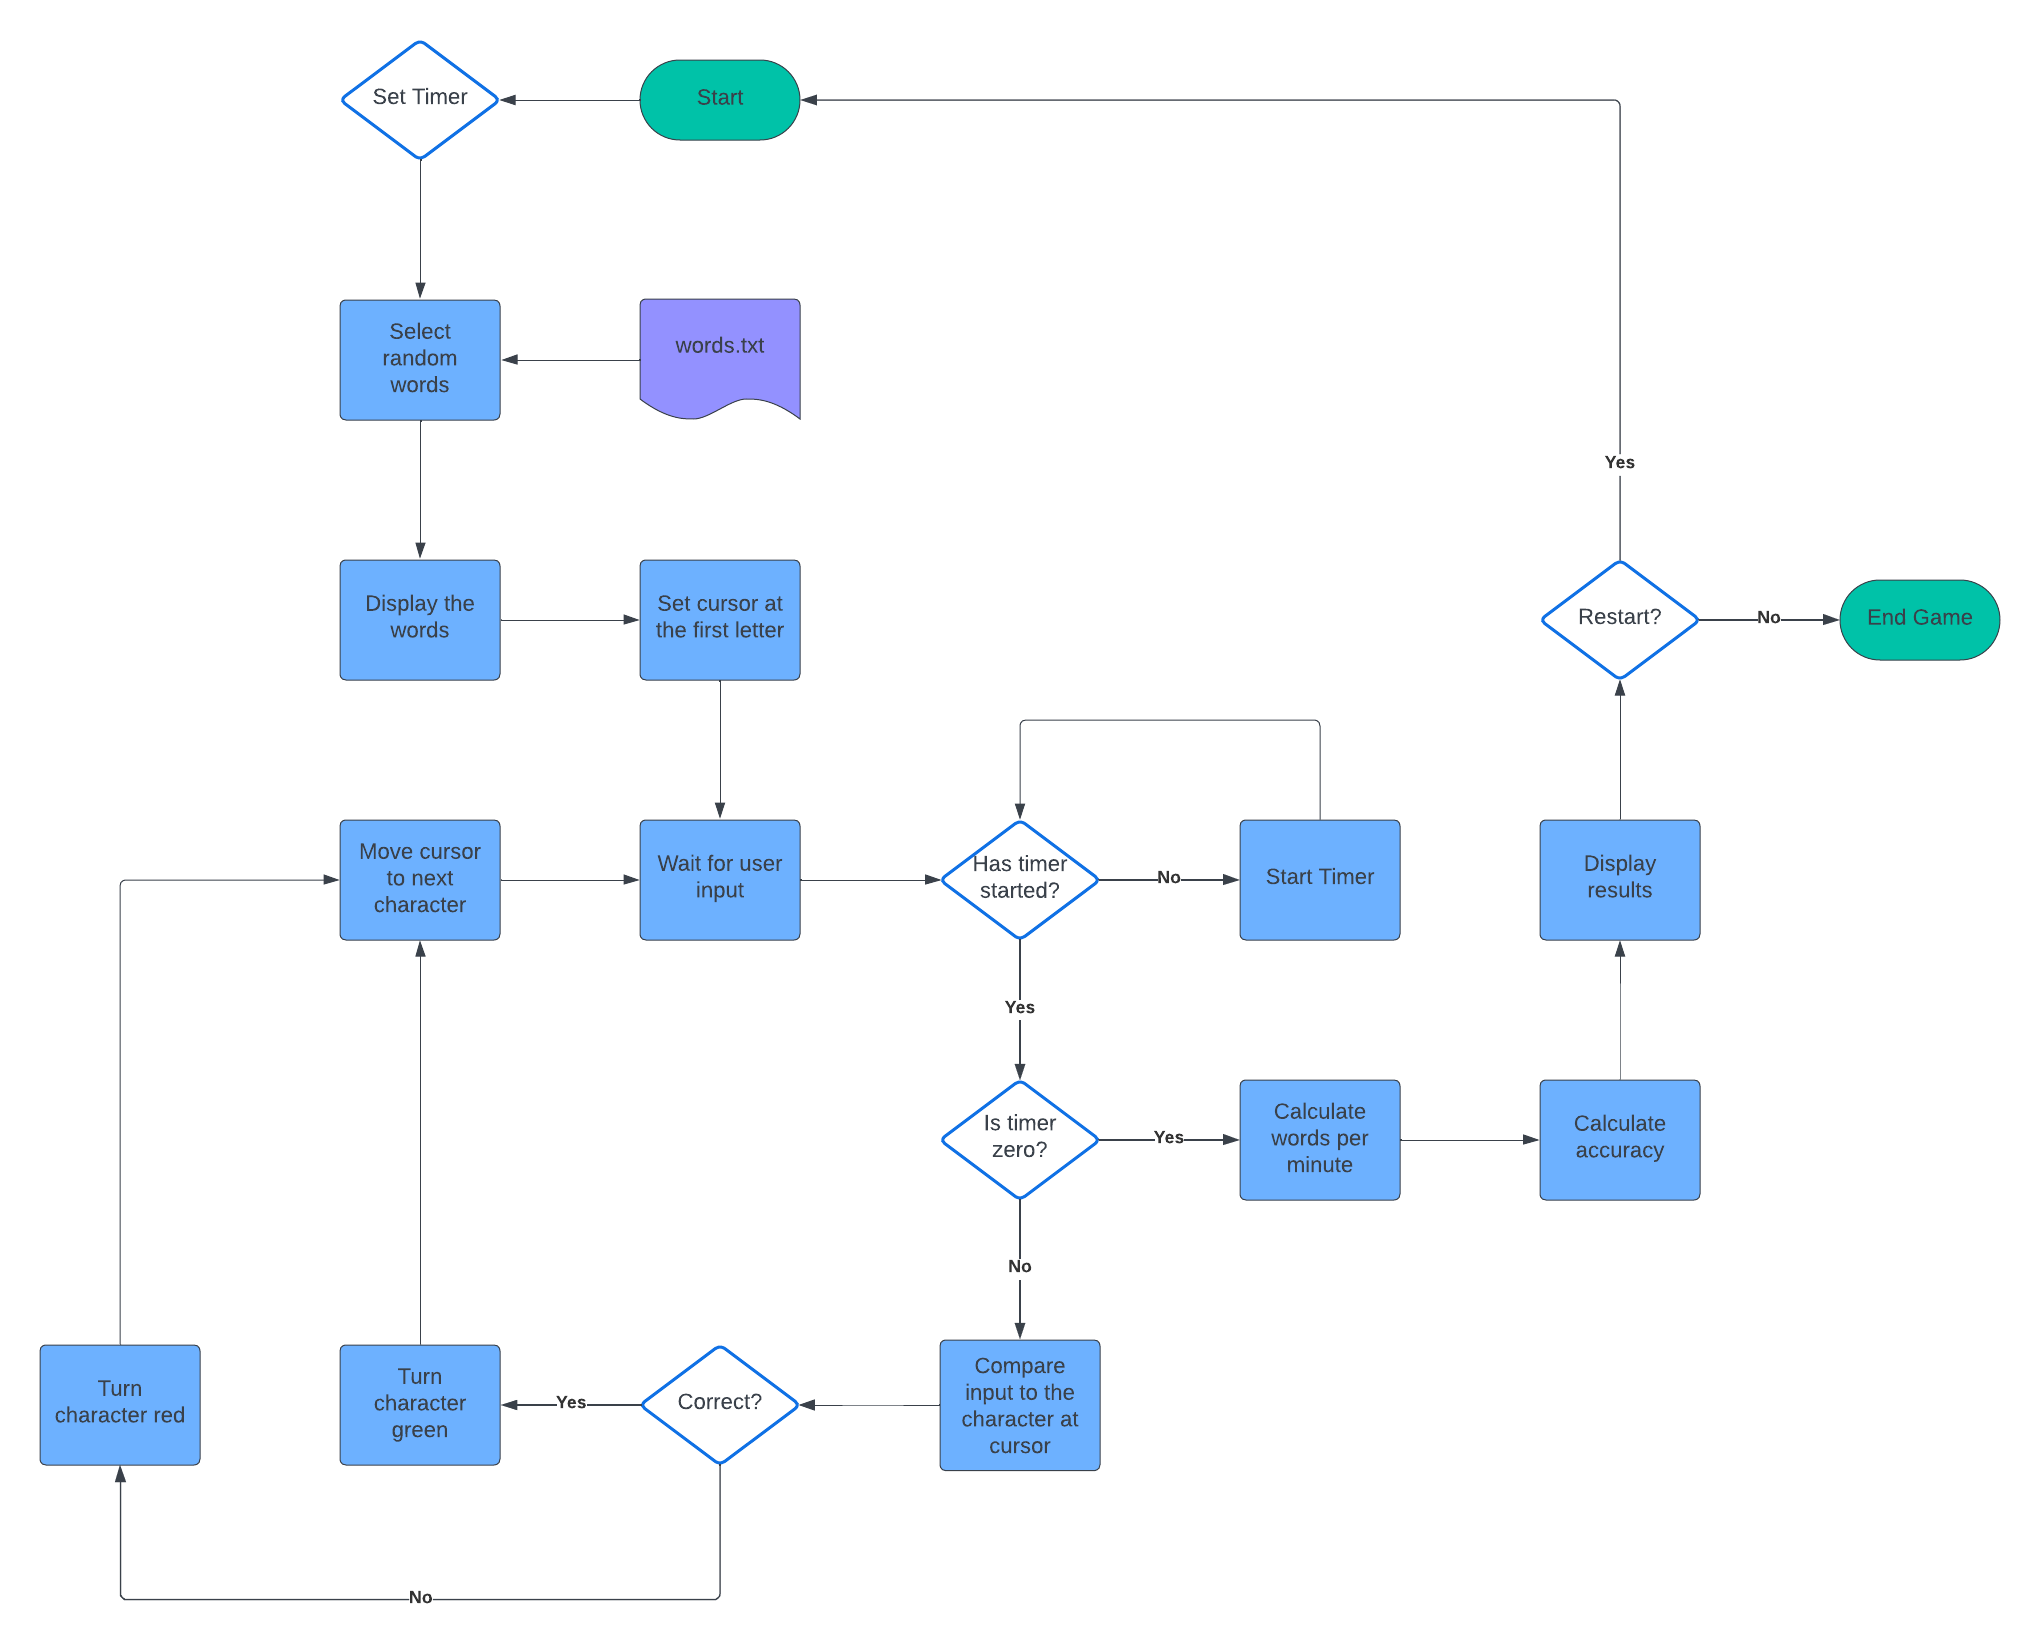 Set Timer
Start
Select
random
words
words.txt
Yes
Display the
words
Set cursor at
the first letter
Restart?
No
End Game
Move cursor
to next
character
Wait for user
input
Has timer
started?
No
Start Timer
Display
results
Yes
Is timer
zero?
Yes
Calculate
words per
minute
Calculate
accuracy
No
Turn
character red
Turn
character
green
Yes
Correct?
Compare
input to the
character at
cursor
No